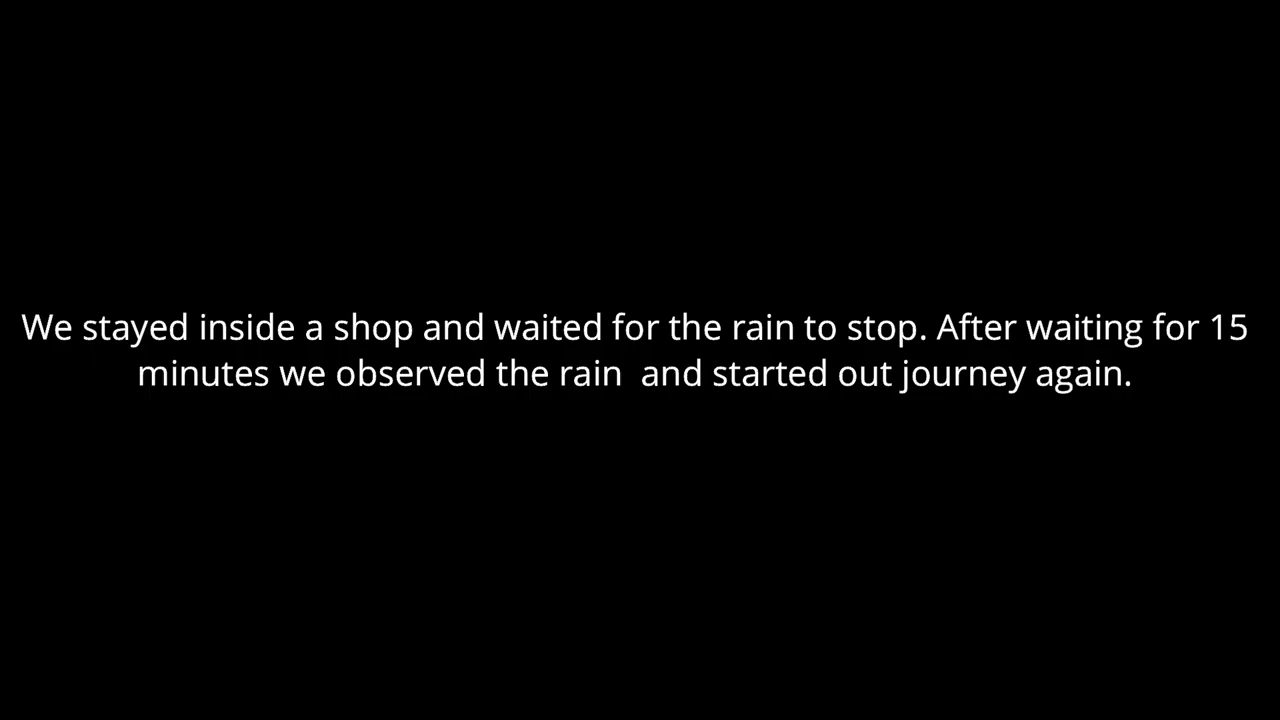 We stayed inside a shop and waited for the rain to stop. After waiting for 15
minutes we observed the rain  and started out journey again.